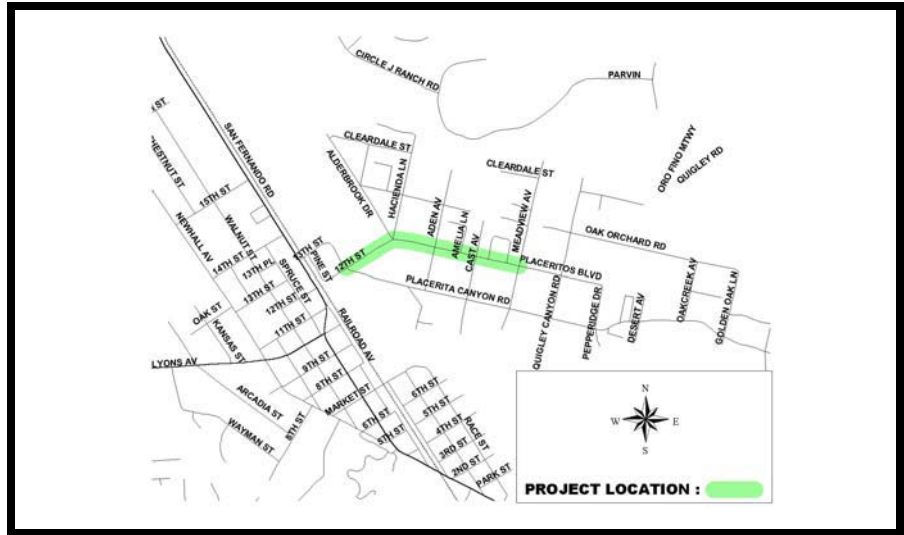 CIRCLE J RANCH RD
PARVIN
ST
CHESTNUT ST
SAN FERNANDO RD
CLEARDALE ST
ALDERBROOK DR
HACIENDA LN
CLEARDALE ST
ORO FINO MTWY
QUIGLEY RD
15TH ST
NEWHALL AV
WALNUT ST
ADEN AV
AMELIA LN
CAST AV
MEADVIEW AV
OAK ORCHARD RD
14TH ST
13TH PL
13TH ST
SPRUCE ST
15TH ST
PINE ST
12TH ST
PLACERITOS BLVD
PLACERITA CANYON RD
12TH ST
11TH ST
OAK ST
KANSAS ST
RAILROAD AV
QUIGLEY CANYON RD
PEPPERIDGE DR
DESERT AV
OAKCREEK AV
GOLDEN OAK LN
LYONS AV
9TH ST
8TH ST
MARKET ST
ARCADIA ST
WAYMAN ST
8TH ST
6TH ST
5TH ST
6TH ST
5TH ST
4TH ST
3RD ST
2ND ST
RACE ST
PARK ST
N
W
E
S
PROJECT LOCATION :